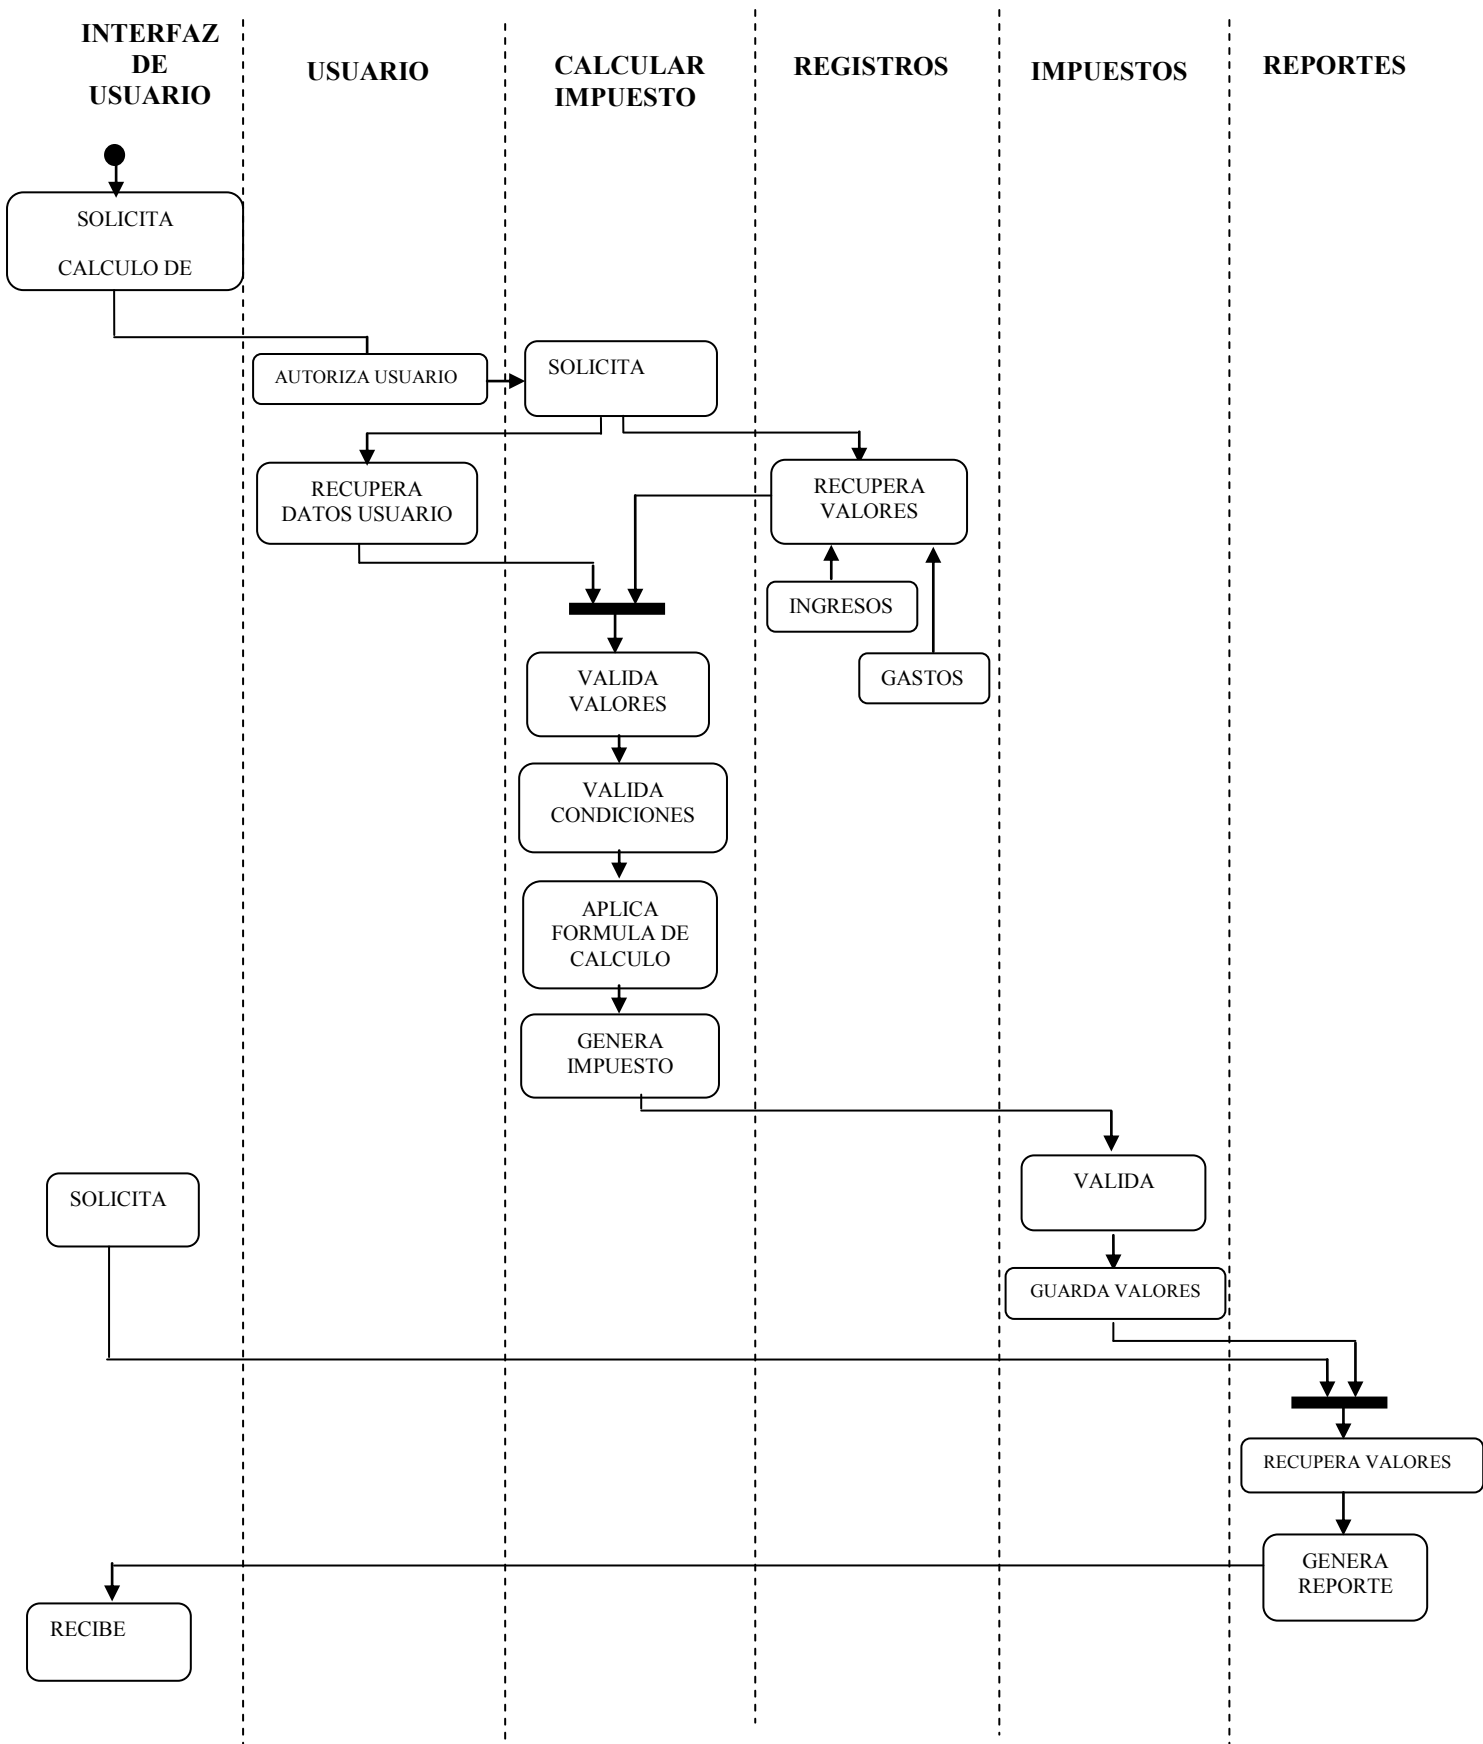 INTERFAZ
DE
USUARIO
USUARIO
CALCULAR
IMPUESTO
REGISTROS
IMPUESTOS
REPORTES
SOLICITA
CALCULO DE
AUTORIZA USUARIO
SOLICITA
RECUPERA
DATOS USUARIO
RECUPERA
VALORES
INGRESOS
GASTOS
VALIDA
VALORES
VALIDA
CONDICIONES
APLICA
FORMULA DE
CALCULO
GENERA
IMPUESTO
SOLICITA
VALIDA
GUARDA VALORES
RECUPERA VALORES
GENERA
REPORTE
RECIBE